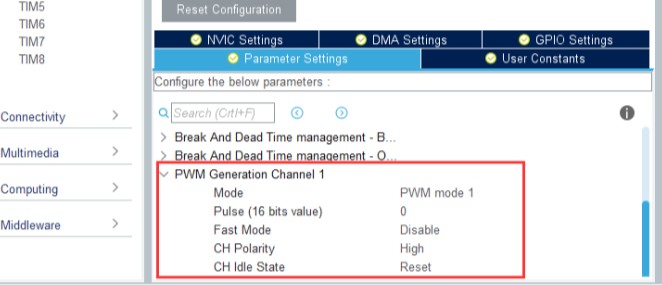 TIM5
TIM6
TIM7
TIM8
Connectivity
Multimedia
Computing
Middleware
Reset Configuration
NVIC Settings
DMA Settings
GPIO Settings
Parameter Settings
User Constants
Configure the below parameters :
Search (Crtl+F)
Break And Dead Time management - B...
Break And Dead Time management - O...
PWM Generation Channel 1
Mode PWM mode 1
Pulse (16 bits value) 0
Fast Mode Disable
CH Polarity High
CH Idle State Reset